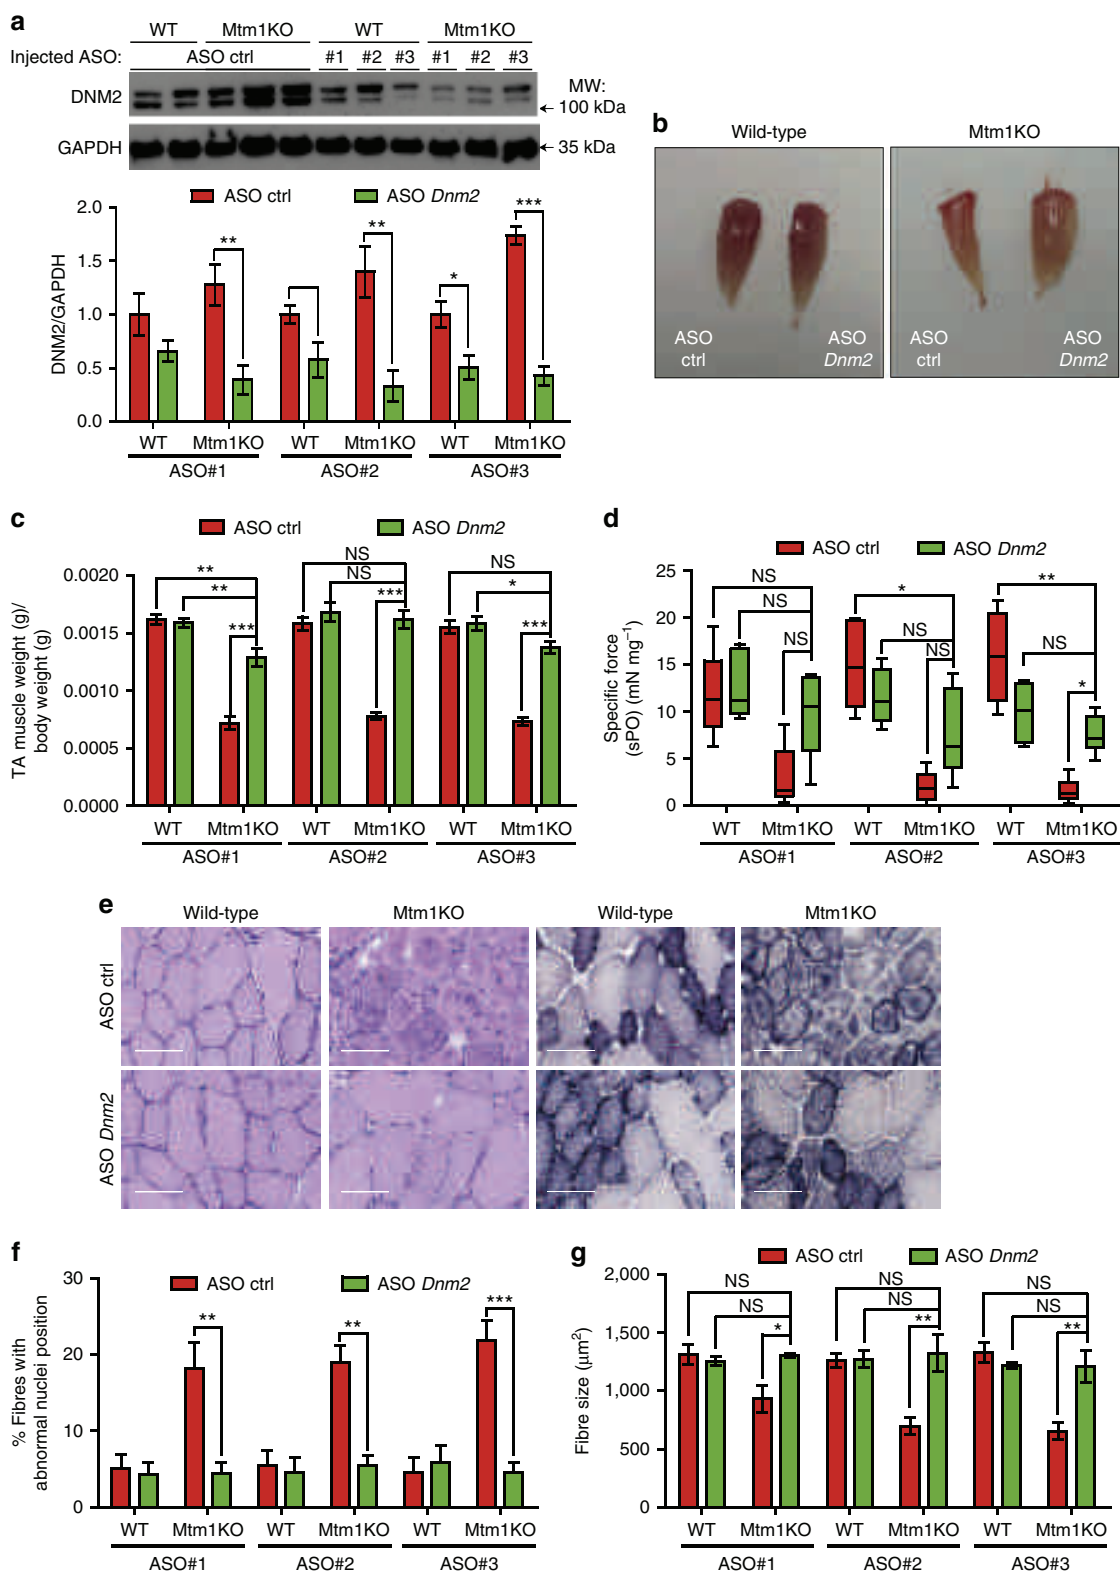 a
WT Mtm1KO WT Mtm1KO
Injected ASO: ASO ctrl #1 #2 #3 #1 #2 #3
DNM2
MW:
← 100 kDa
GAPDH
← 35 kDa
ASO ctrl ASO Dnm2
DNM2/GAPDH
2.0
1.5
1.0
0.5
0.0
** ** * ***
WT Mtm1KO WT Mtm1KO WT Mtm1KO
ASO#1 ASO#2 ASO#3
b
Wild-type Mtm1KO
ASO ctrl
ASO Dnm2
ASO ctrl
ASO Dnm2
c
ASO ctrl ASO Dnm2
TA muscle weight (g)/
body weight (g)
0.0020
0.0015
0.0010
0.0005
0.0000
** ** ***
NS NS ***
NS * ***
WT Mtm1KO WT Mtm1KO WT Mtm1KO
ASO#1 ASO#2 ASO#3
d
ASO ctrl ASO Dnm2
Specific force
(sPO) (mN mg−1)
25
20
15
10
5
0
NS NS NS
* NS NS
** NS *
WT Mtm1KO WT Mtm1KO WT Mtm1KO
ASO#1 ASO#2 ASO#3
e
Wild-type Mtm1KO Wild-type Mtm1KO
ASO ctrl
ASO Dnm2
f
ASO ctrl ASO Dnm2
% Fibres with
abnormal nuclei position
30
20
10
0
** ** ***
WT Mtm1KO WT Mtm1KO WT Mtm1KO
ASO#1 ASO#2 ASO#3
g
ASO ctrl ASO Dnm2
Fibre size (μm2)
2,000
1,500
1,000
500
0
NS NS *
NS NS **
NS NS **
WT Mtm1KO WT Mtm1KO WT Mtm1KO
ASO#1 ASO#2 ASO#3